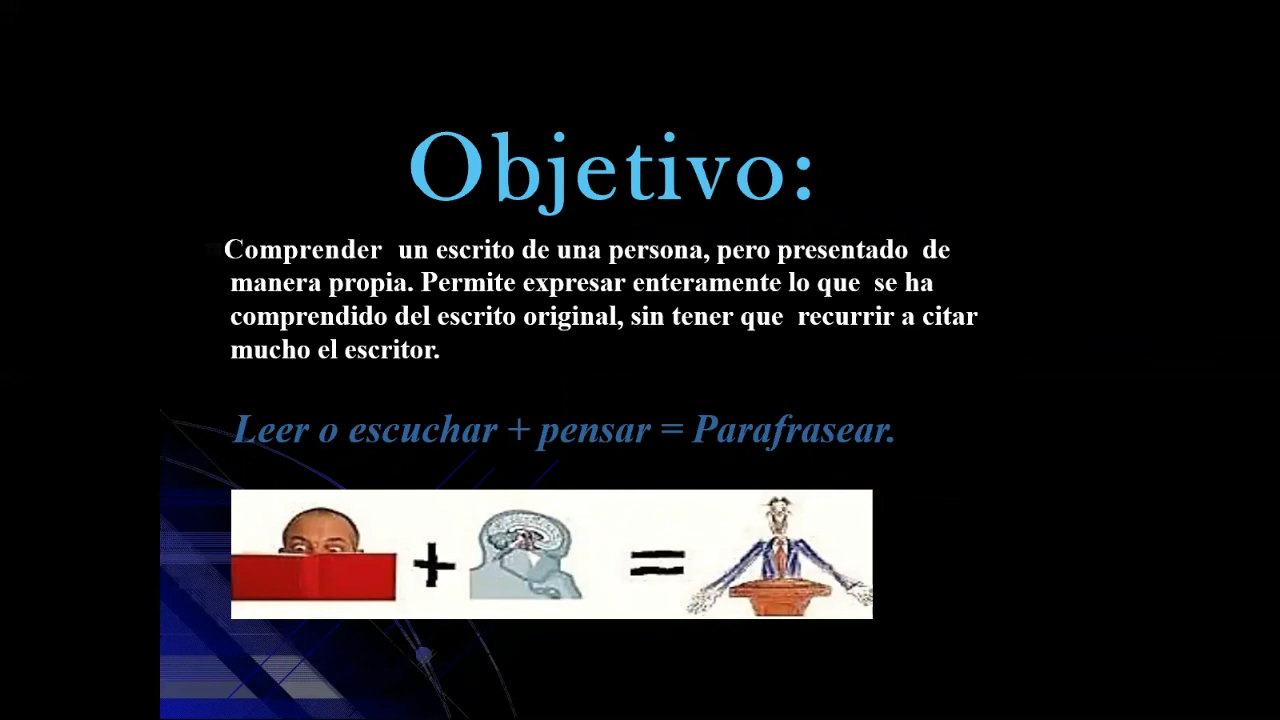 Objetivo:
Comprender un escrito de una persona, pero presentado de
manera propia. Permite expresar enteramente lo que se ha
comprendido del escrito original, sin tener que recurrir a citar
mucho el escritor.
Leer o escuchar + pensar = Parafrasear.
+ =